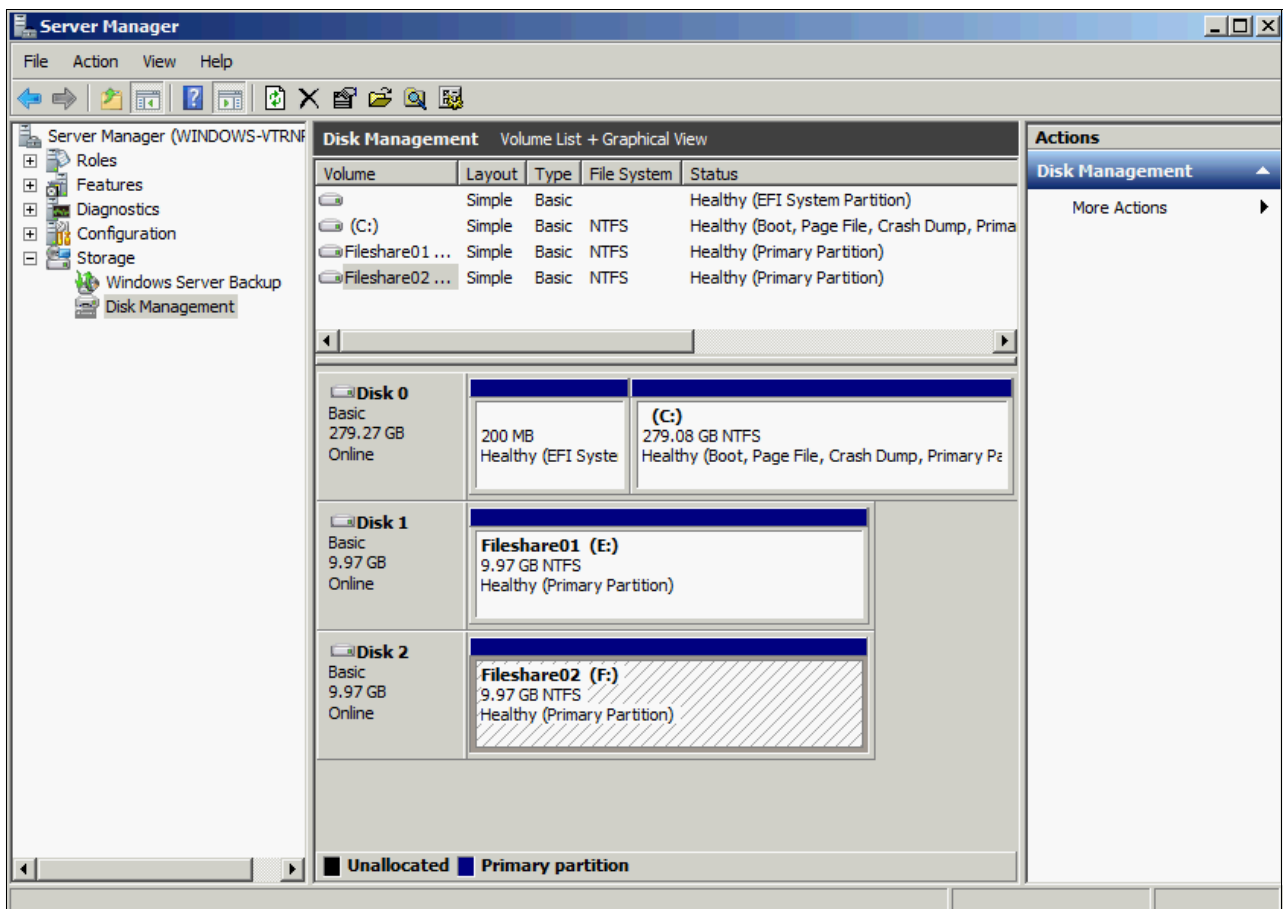 Server Manager
File Action View Help
Server Manager (WINDOWS-VTRNF
Roles
Features
Diagnostics
Configuration
Storage
Windows Server Backup
Disk Management
Disk Management Volume List + Graphical View
Volume Layout Type File System Status
Simple Basic Healthy (EFI System Partition)
(C:) Simple Basic NTFS Healthy (Boot, Page File, Crash Dump, Prima
Fileshare01 ... Simple Basic NTFS Healthy (Primary Partition)
Fileshare02 ... Simple Basic NTFS Healthy (Primary Partition)
Disk 0
Basic
279.27 GB
Online
200 MB
Healthy (EFI Syste
(C:)
279.08 GB NTFS
Healthy (Boot, Page File, Crash Dump, Primary Pa
Disk 1
Basic
9.97 GB
Online
Fileshare01 (E:)
9.97 GB NTFS
Healthy (Primary Partition)
Disk 2
Basic
9.97 GB
Online
Fileshare02 (F:)
9.97 GB NTFS
Healthy (Primary Partition)
Unallocated Primary partition
Actions
Disk Management
More Actions